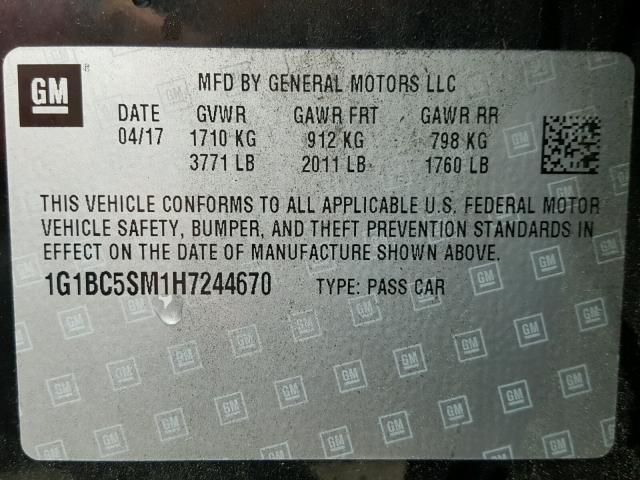 GM ®
MFD BY GENERAL MOTORS LLC
DATE GVWR GAWR FRT GAWR RR
04/17 1710 KG 912 KG 798 KG
3771 LB 2011 LB 1760 LB
THIS VEHICLE CONFORMS TO ALL APPLICABLE U.S. FEDERAL MOTOR
VEHICLE SAFETY, BUMPER, AND THEFT PREVENTION STANDARDS IN
EFFECT ON THE DATE OF MANUFACTURE SHOWN ABOVE.
1G1BC5SM1H7244670 TYPE: PASS CAR